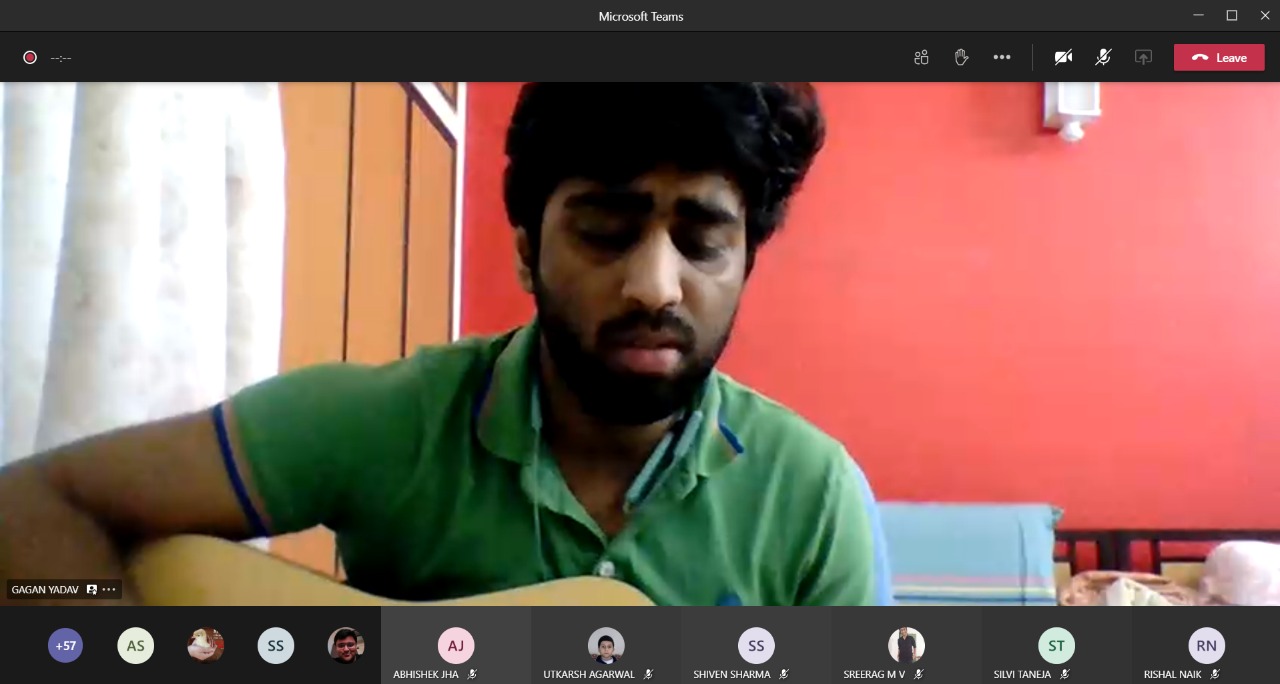 Microsoft Teams
--:--
Leave
GAGAN YADAV
+57
AS
SS
AJ
SS
ST
RN
ABHISHEK JHA
UTKARSH AGARWAL
SHIVEN SHARMA
SREERAG M V
SILVI TANEJA
RISHAL NAIK